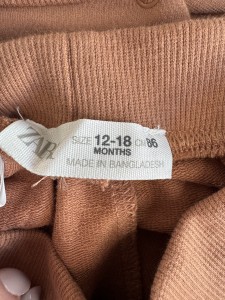 ZARA
SIZE 12-18 CM 86
MONTHS
MADE IN BANGLADESH